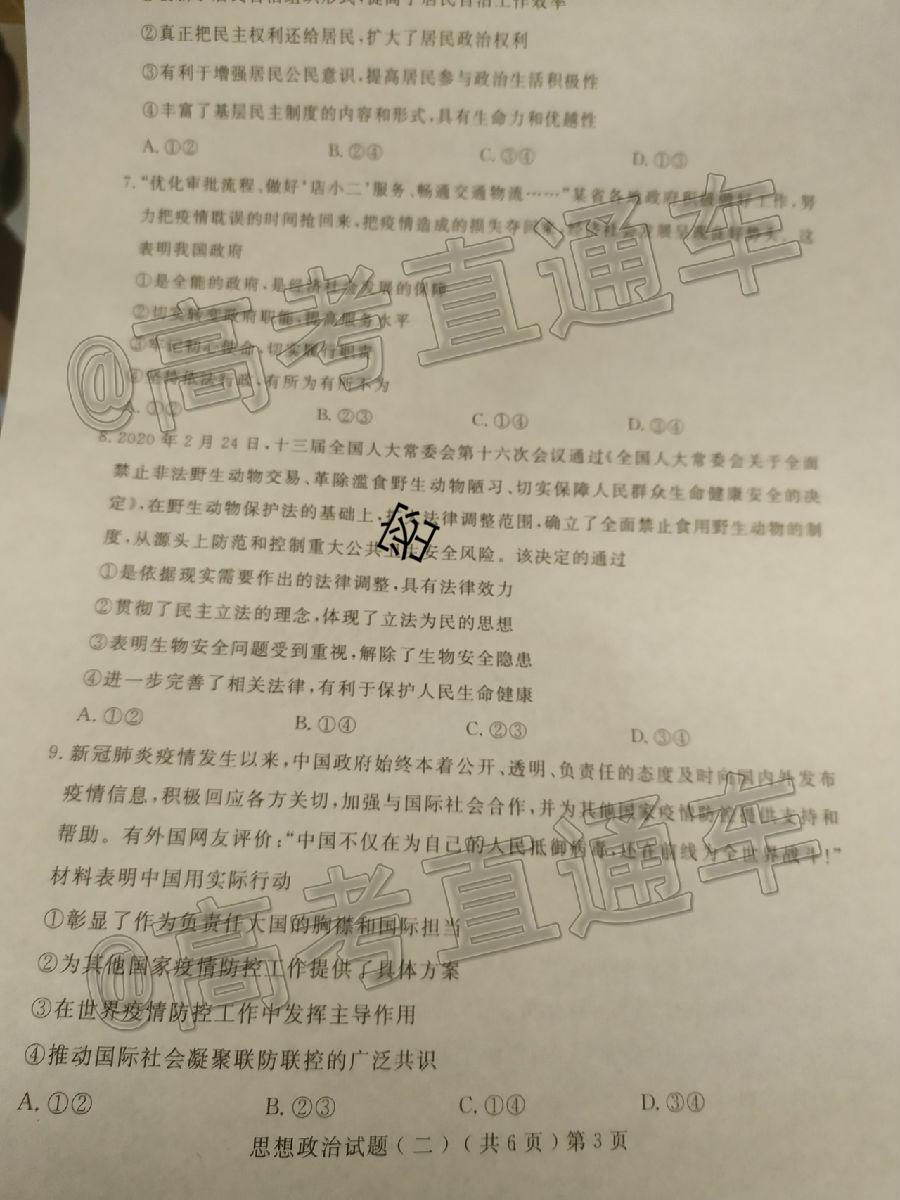 居民自治组织形式，提高了居民自治工作效率
②真正把民主权利还给居民，扩大了居民政治权利
③有利于增强居民公民意识，提高居民参与政治生活积极性
④丰富了基层民主制度的内容和形式，具有生命力和优越性
A. ①② B. ②④ C. ③④ D. ①③
7. “优化审批流程、做好‘店小二’服务、畅通交通物流……”某省各地政府积极做好工作，努
力把疫情耽误的时间抢回来，把疫情造成的损失夺回来，经济社会发展呈现良好势头。这
表明我国政府
①是全能的政府，是经济社会发展的保障
②切实转变政府职能，提高服务水平
③牢记初心使命，切实履行职责
④坚持依法行政，有所为有所不为
A. ①② B. ②③ C. ①④ D. ③④
8. 2020 年 2 月 24 日，十三届全国人大常委会第十六次会议通过《全国人大常委会关于全面
禁止非法野生动物交易、革除滥食野生动物陋习、切实保障人民群众生命健康安全的决
定》，在野生动物保护法的基础上，法律调整范围，确立了全面禁止食用野生动物的制
度，从源头上防范和控制重大公共卫生安全风险。该决定的通过
①是依据现实需要作出的法律调整，具有法律效力
②贯彻了民主立法的理念，体现了立法为民的思想
③表明生物安全问题受到重视，解除了生物安全隐患
④进一步完善了相关法律，有利于保护人民生命健康
A. ①② B. ①④ C. ②③ D. ③④
9. 新冠肺炎疫情发生以来，中国政府始终本着公开、透明、负责任的态度及时向国内外发布
疫情信息，积极回应各方关切，加强与国际社会合作，并为其他国家疫情防控提供支持和
帮助。有外国网友评价：“中国不仅在为自己的人民抵御病毒，还在前线为全世界战斗！”
材料表明中国用实际行动
①彰显了作为负责任大国的胸襟和国际担当
②为其他国家疫情防控工作提供了具体方案
③在世界疫情防控工作中发挥主导作用
④推动国际社会凝聚联防联控的广泛共识
A. ①② B. ②③ C. ①④ D. ③④
思想政治试题（二）（共6页）第3页
@高考直通车
@高考直通车